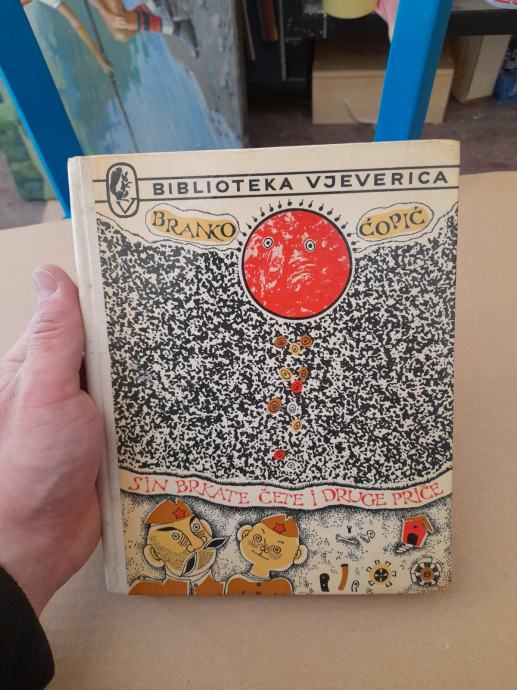 BIBLIOTEKA VJEVERICA
BRANKO ĆOPIĆ
SIN BRKATE ČETE I DRUGE PRIČE